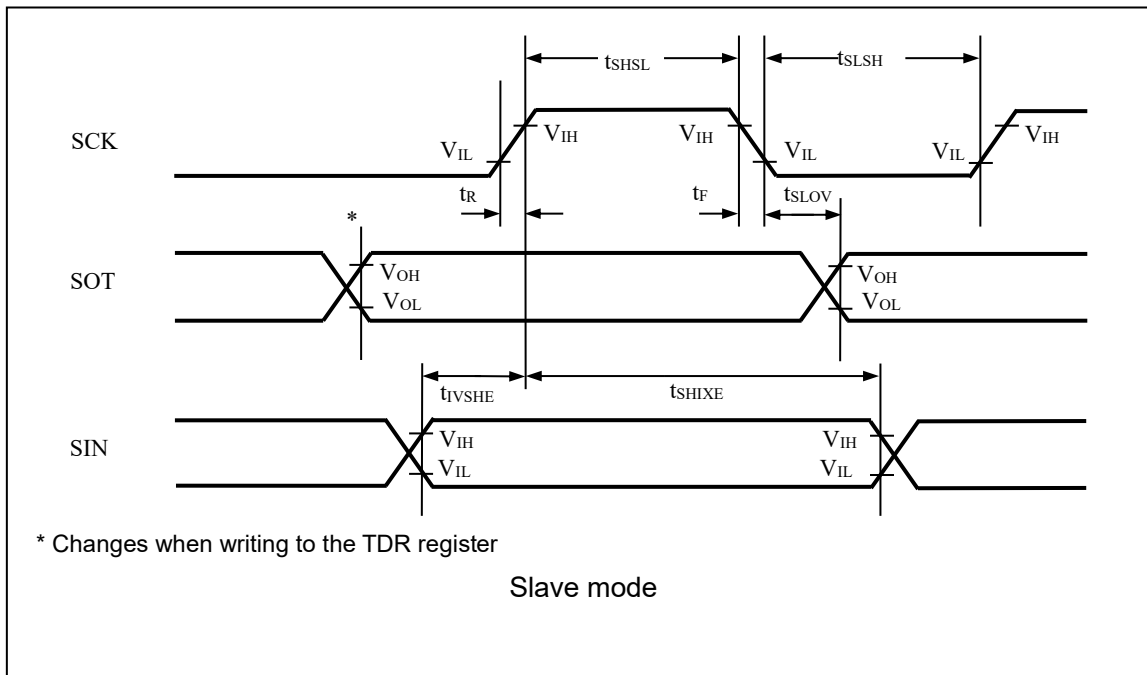 tSHSL
tSLSH
SCK
VIH
VIH
VIH
VIL
VIL
VIL
tR
tF
tSLOV
*
SOT
VOH
VOH
VOL
VOL
tIVSHE
tSHIXE
SIN
VIH
VIH
VIL
VIL
* Changes when writing to the TDR register
Slave mode